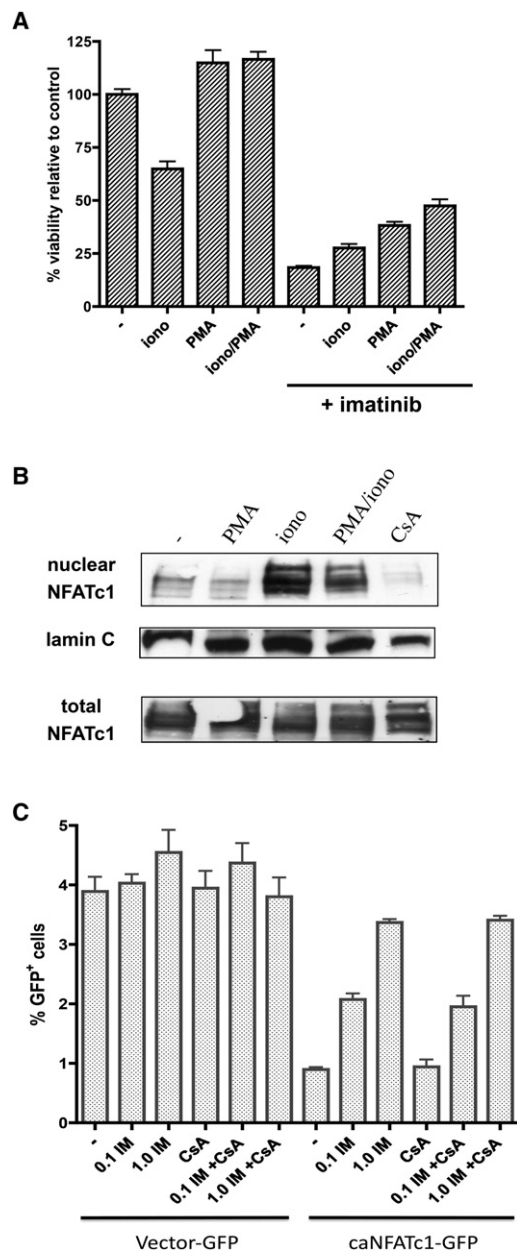 A
% viability relative to control
125
100
75
50
25
0
-
iono
PMA
iono/PMA
-
iono
PMA
iono/PMA
+ imatinib
B
-
PMA
iono
PMA/iono
CsA
nuclear
NFATc1
lamin C
total
NFATc1
C
% GFP⁺ cells
5
4
3
2
1
0
-
0.1 IM
1.0 IM
CsA
0.1 IM +CsA
1.0 IM +CsA
-
0.1 IM
1.0 IM
CsA
0.1 IM +CsA
1.0 IM +CsA
Vector-GFP
caNFATc1-GFP